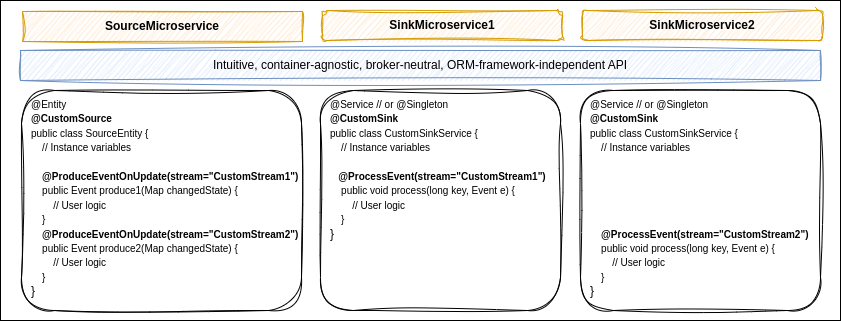 SourceMicroservice
SinkMicroservice1
SinkMicroservice2
Intuitive, container-agnostic, broker-neutral, ORM-framework-independent API
@Entity
@CustomSource
public class SourceEntity {
// Instance variables
@ProduceEventOnUpdate(stream="CustomStream1")
public Event produce1(Map changedState) {
// User logic
}
@ProduceEventOnUpdate(stream="CustomStream2")
public Event produce2(Map changedState) {
// User logic
}
}
@Service // or @Singleton
@CustomSink
public class CustomSinkService {
// Instance variables
@ProcessEvent(stream="CustomStream1")
public void process(long key, Event e) {
// User logic
}
}
@Service // or @Singleton
@CustomSink
public class CustomSinkService {
// Instance variables
@ProcessEvent(stream="CustomStream2")
public void process(long key, Event e) {
// User logic
}
}